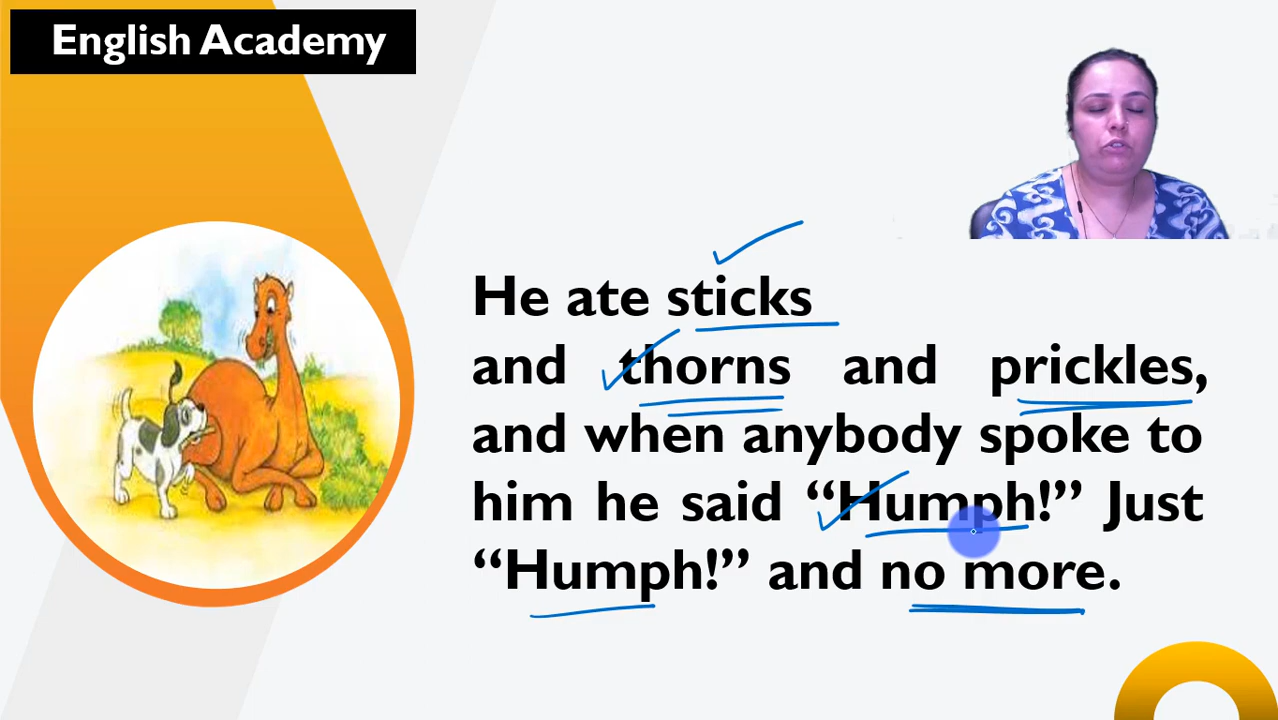 English Academy
He ate sticks
and thorns and prickles,
and when anybody spoke to
him he said “Humph!” Just
“Humph!” and no more.